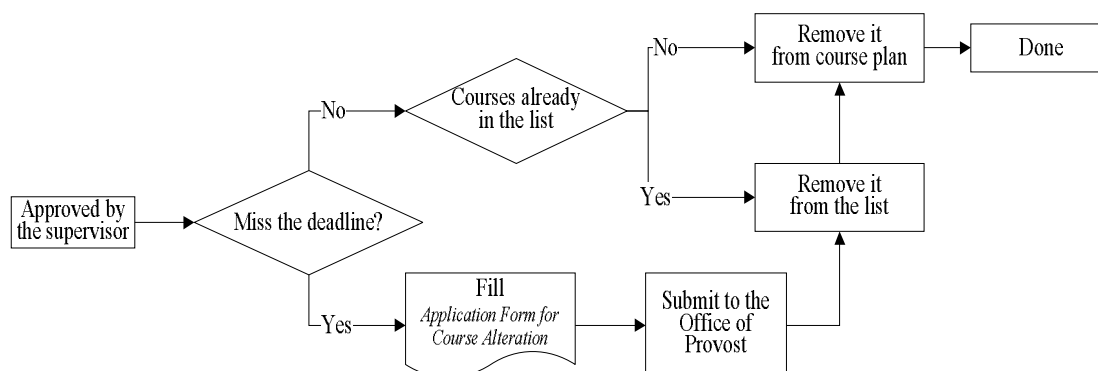 Approved by
the supervisor
Miss the deadline?
No
Courses already
in the list
No
Remove it
from course plan
Done
Yes
Remove it
from the list
Yes
Fill
Application Form for
Course Alteration
Submit to the
Office of
Provost